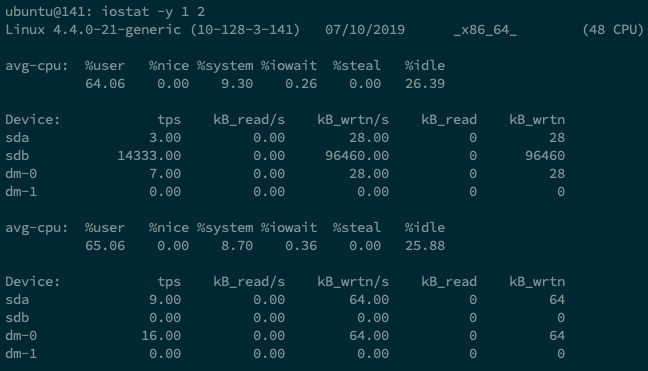 ubuntu@141: iostat -y 1 2
Linux 4.4.0-21-generic (10-128-3-141)   07/10/2019      _x86_64_        (48 CPU)

avg-cpu:  %user   %nice %system %iowait  %steal   %idle
          64.06    0.00    9.30    0.26    0.00   26.39

Device:            tps    kB_read/s    kB_wrtn/s    kB_read    kB_wrtn
sda               3.00         0.00        28.00          0         28
sdb           14333.00         0.00     96460.00          0      96460
dm-0              7.00         0.00        28.00          0         28
dm-1              0.00         0.00         0.00          0          0

avg-cpu:  %user   %nice %system %iowait  %steal   %idle
          65.06    0.00    8.70    0.36    0.00   25.88

Device:            tps    kB_read/s    kB_wrtn/s    kB_read    kB_wrtn
sda               9.00         0.00        64.00          0         64
sdb               0.00         0.00         0.00          0          0
dm-0             16.00         0.00        64.00          0         64
dm-1              0.00         0.00         0.00          0          0